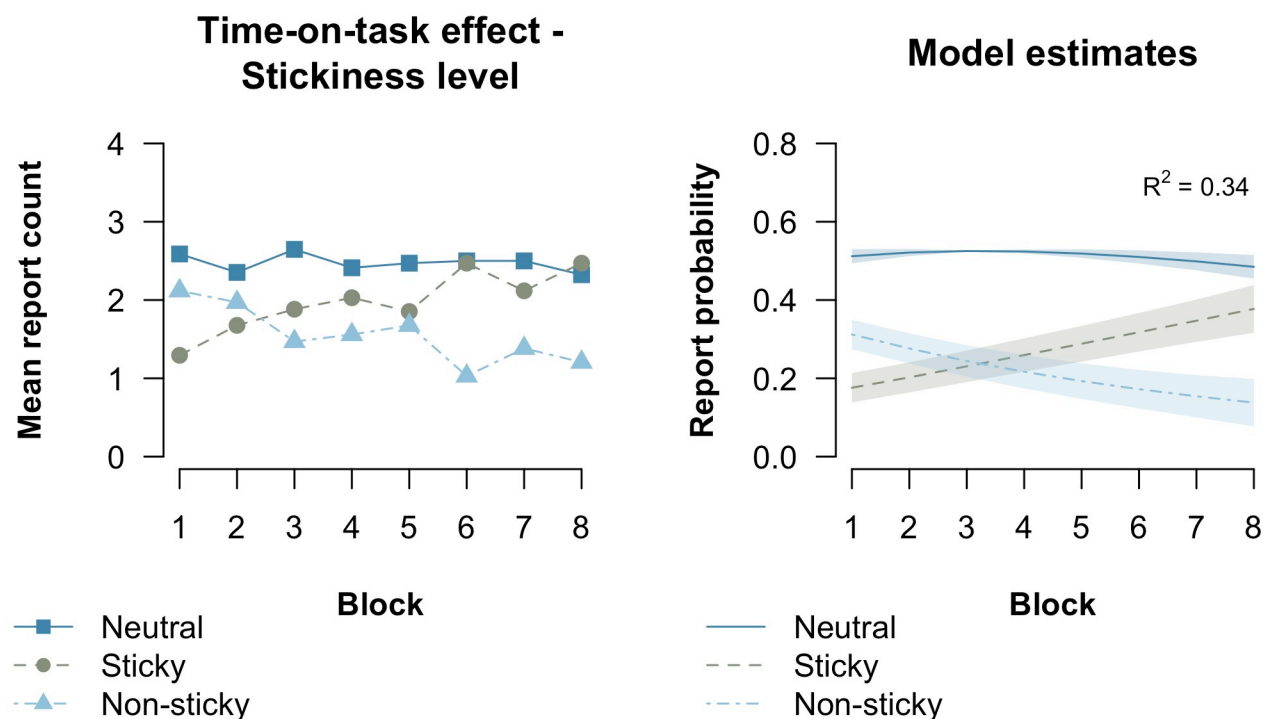 Time-on-task effect -
Stickiness level
Mean report count
4
3
2
1
0
1 2 3 4 5 6 7 8
Block
Neutral
Sticky
Non-sticky
Model estimates
Report probability
0.8
0.6
0.4
0.2
0.0
R² = 0.34
1 2 3 4 5 6 7 8
Block
Neutral
Sticky
Non-sticky